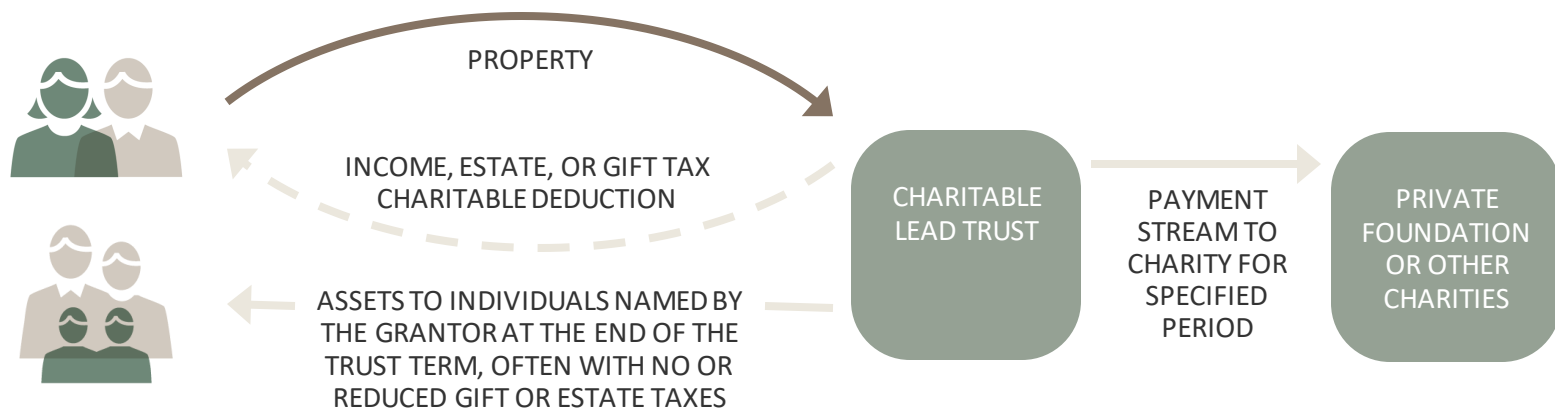 PROPERTY
INCOME, ESTATE, OR GIFT TAX
CHARITABLE DEDUCTION
ASSETS TO INDIVIDUALS NAMED BY
THE GRANTOR AT THE END OF THE
TRUST TERM, OFTEN WITH NO OR
REDUCED GIFT OR ESTATE TAXES
CHARITABLE
LEAD TRUST
PAYMENT
STREAM TO
CHARITY FOR
SPECIFIED
PERIOD
PRIVATE
FOUNDATION
OR OTHER
CHARITIES